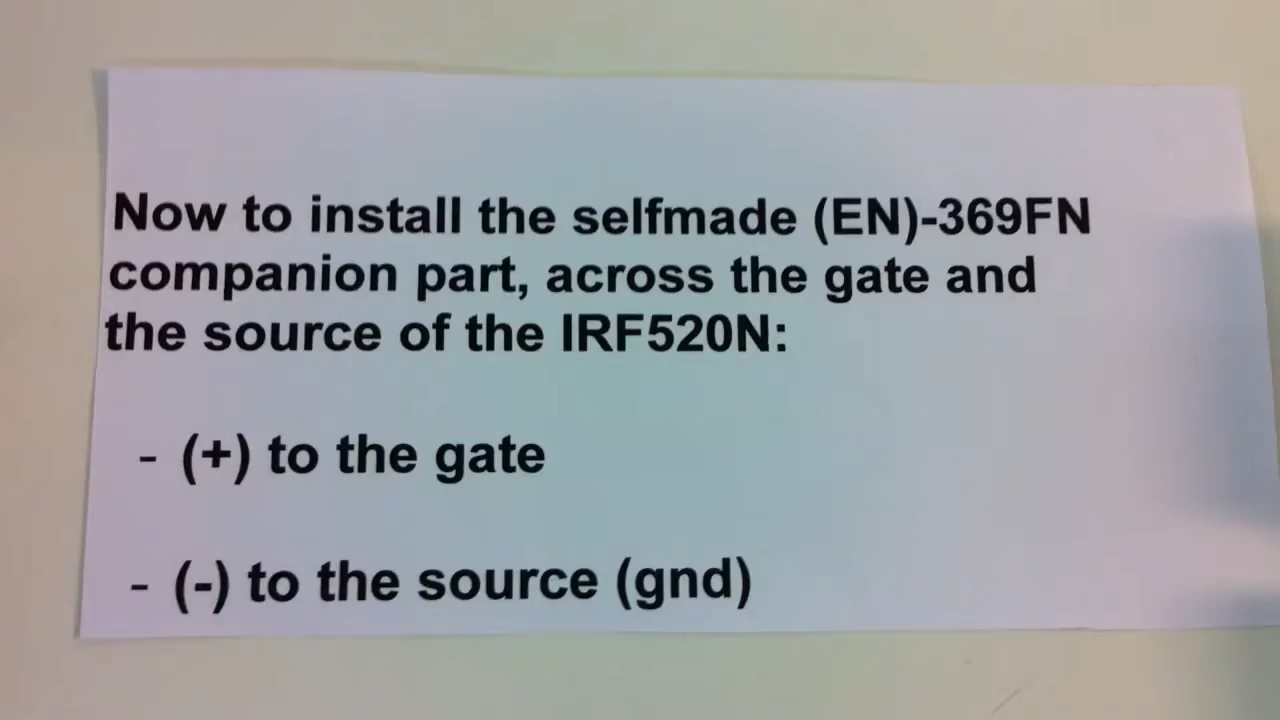 Now to install the selfmade (EN)-369FN
companion part, across the gate and
the source of the IRF520N:
- (+) to the gate
- (-) to the source (gnd)